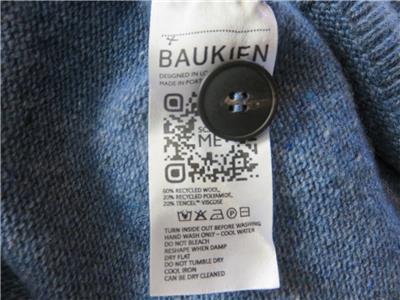 BAUKJEN
DESIGNED IN
MADE IN
ME
60% RECYCLED WOOL,
20% RECYCLED POLYAMIDE,
20% TENCEL™ VISCOSE
TURN INSIDE OUT BEFORE WASHING
HAND WASH ONLY - COOL WATER
DO NOT BLEACH
RESHAPE WHEN DAMP
DRY FLAT
DO NOT TUMBLE DRY
COOL IRON
CAN BE DRY CLEANED